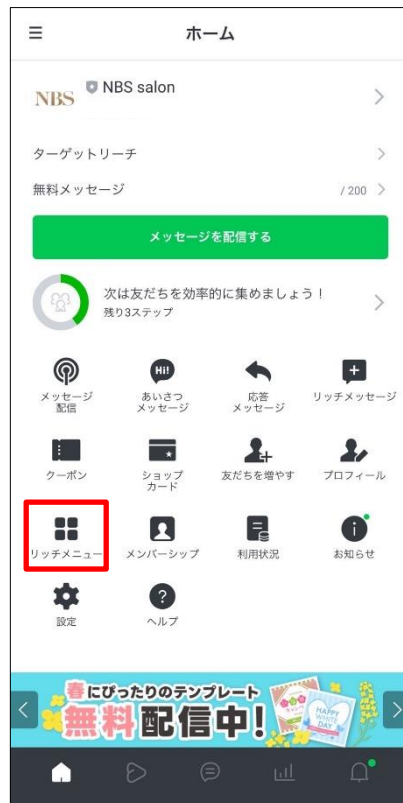 ホーム
NBS
NBS salon
ターゲットリーチ
無料メッセージ
/ 200
メッセージを配信する
次は友だちを効率的に集めましょう！
残り3ステップ
メッセージ
配信
Hi!
あいさつ
メッセージ
応答
メッセージ
リッチメッセージ
クーポン
ショップ
カード
友だちを増やす
プロフィール
リッチメニュー
メンバーシップ
利用状況
お知らせ
設定
ヘルプ
春にぴったりのテンプレート
無料配信中!
HAPPY
WHITE
DAY